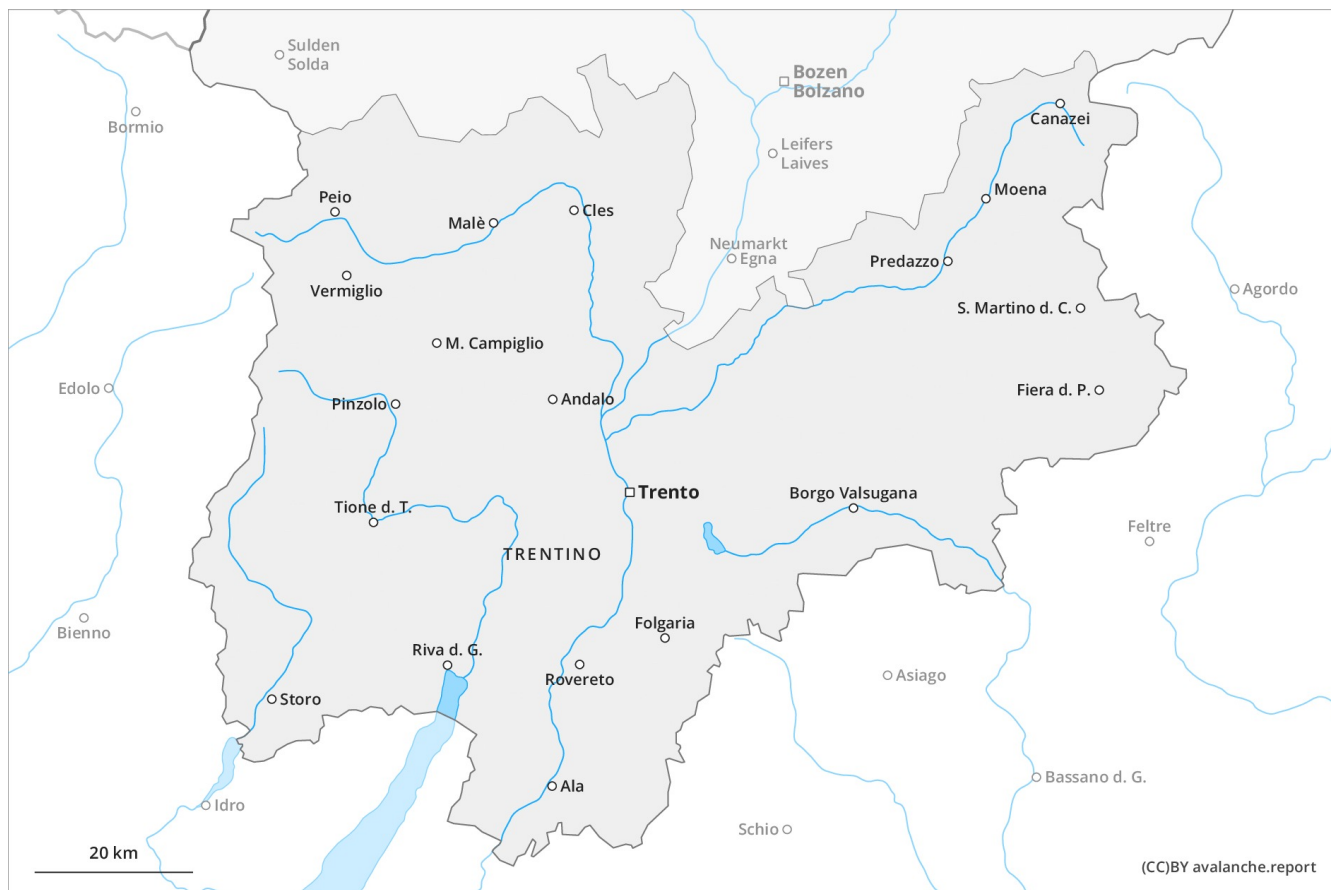 Sulden
Solda
Bozen
Bolzano
Bormio
Canazei
Leifers
Laives
Peio
Malè
Cles
Moena
Neumarkt
Egna
Predazzo
Vermiglio
Agordo
S. Martino d. C.
M. Campiglio
Edolo
Pinzolo
Andalo
Fiera d. P.
Trento
Borgo Valsugana
Tione d. T.
Feltre
TRENTINO
Bienno
Folgaria
Riva d. G.
Rovereto
Asiago
Storo
Bassano d. G.
Ala
Idro
Schio
20 km
(CC)BY avalanche.report